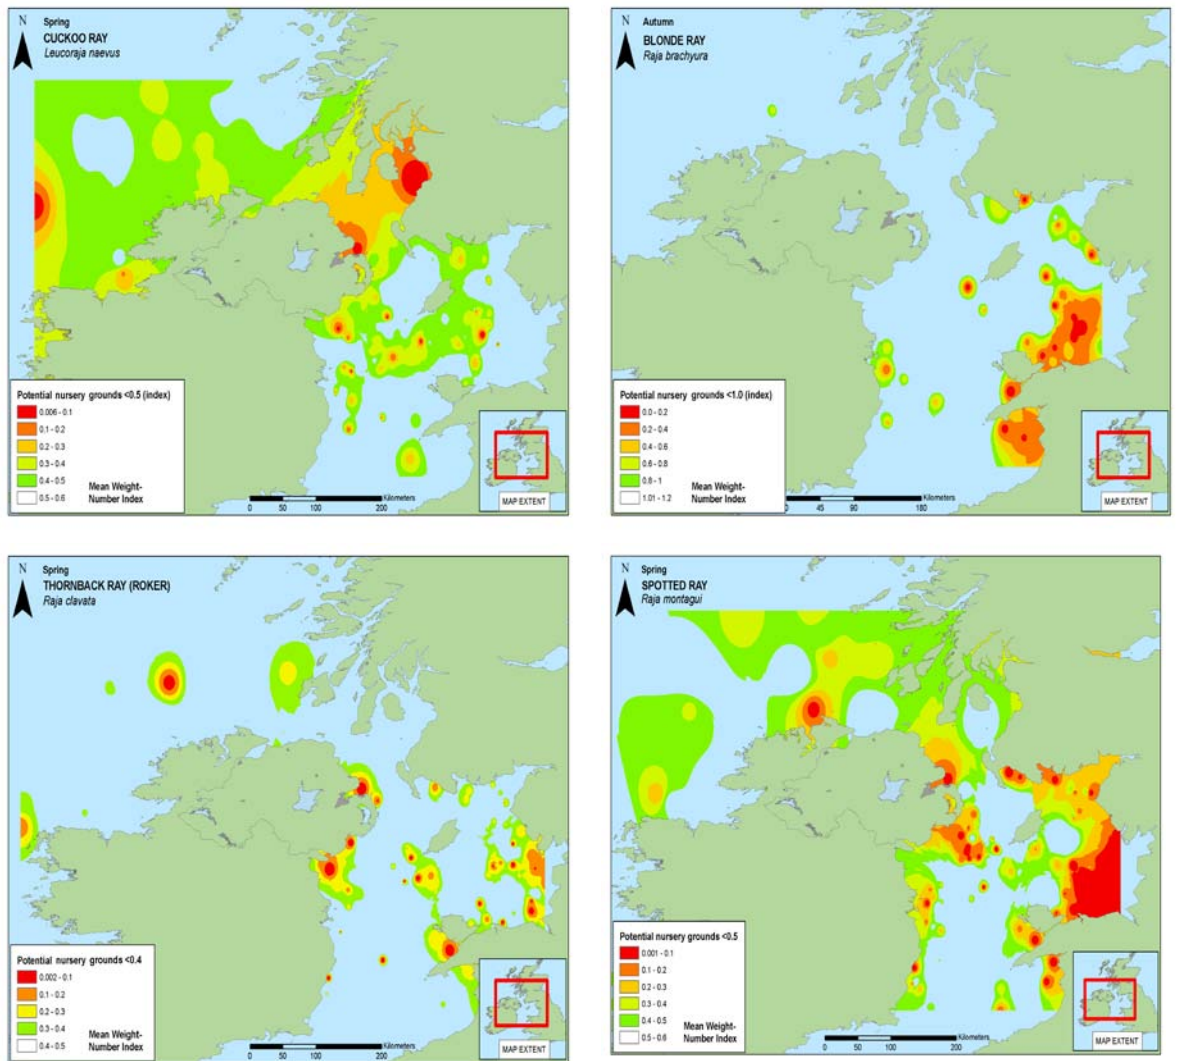 N
Spring
CUCKOO RAY
Leucoraja naevus
Potential nursery grounds <0.5 (index)
0.006 - 0.1
0.1 - 0.2
0.2 - 0.3
0.3 - 0.4
0.4 - 0.5
0.5 - 0.6
Mean Weight-
Number Index
Kilometers
0 50 100 200
MAP EXTENT
N
Autumn
BLONDE RAY
Raja brachyura
Potential nursery grounds <1.0 (index)
0.0 - 0.2
0.2 - 0.4
0.4 - 0.6
0.6 - 0.8
0.8 - 1
1.01 - 1.2
Mean Weight-
Number Index
Kilometers
0 45 90 180
MAP EXTENT
N
Spring
THORNBACK RAY (ROKER)
Raja clavata
Potential nursery grounds <0.4
0.002 - 0.1
0.1 - 0.2
0.2 - 0.3
0.3 - 0.4
0.4 - 0.5
Mean Weight-
Number Index
Kilometers
0 50 100 200
MAP EXTENT
N
Spring
SPOTTED RAY
Raja montagui
Potential nursery grounds <0.5
0.001 - 0.1
0.1 - 0.2
0.2 - 0.3
0.3 - 0.4
0.4 - 0.5
0.5 - 0.6
Mean Weight-
Number Index
Kilometers
0 50 100 200
MAP EXTENT